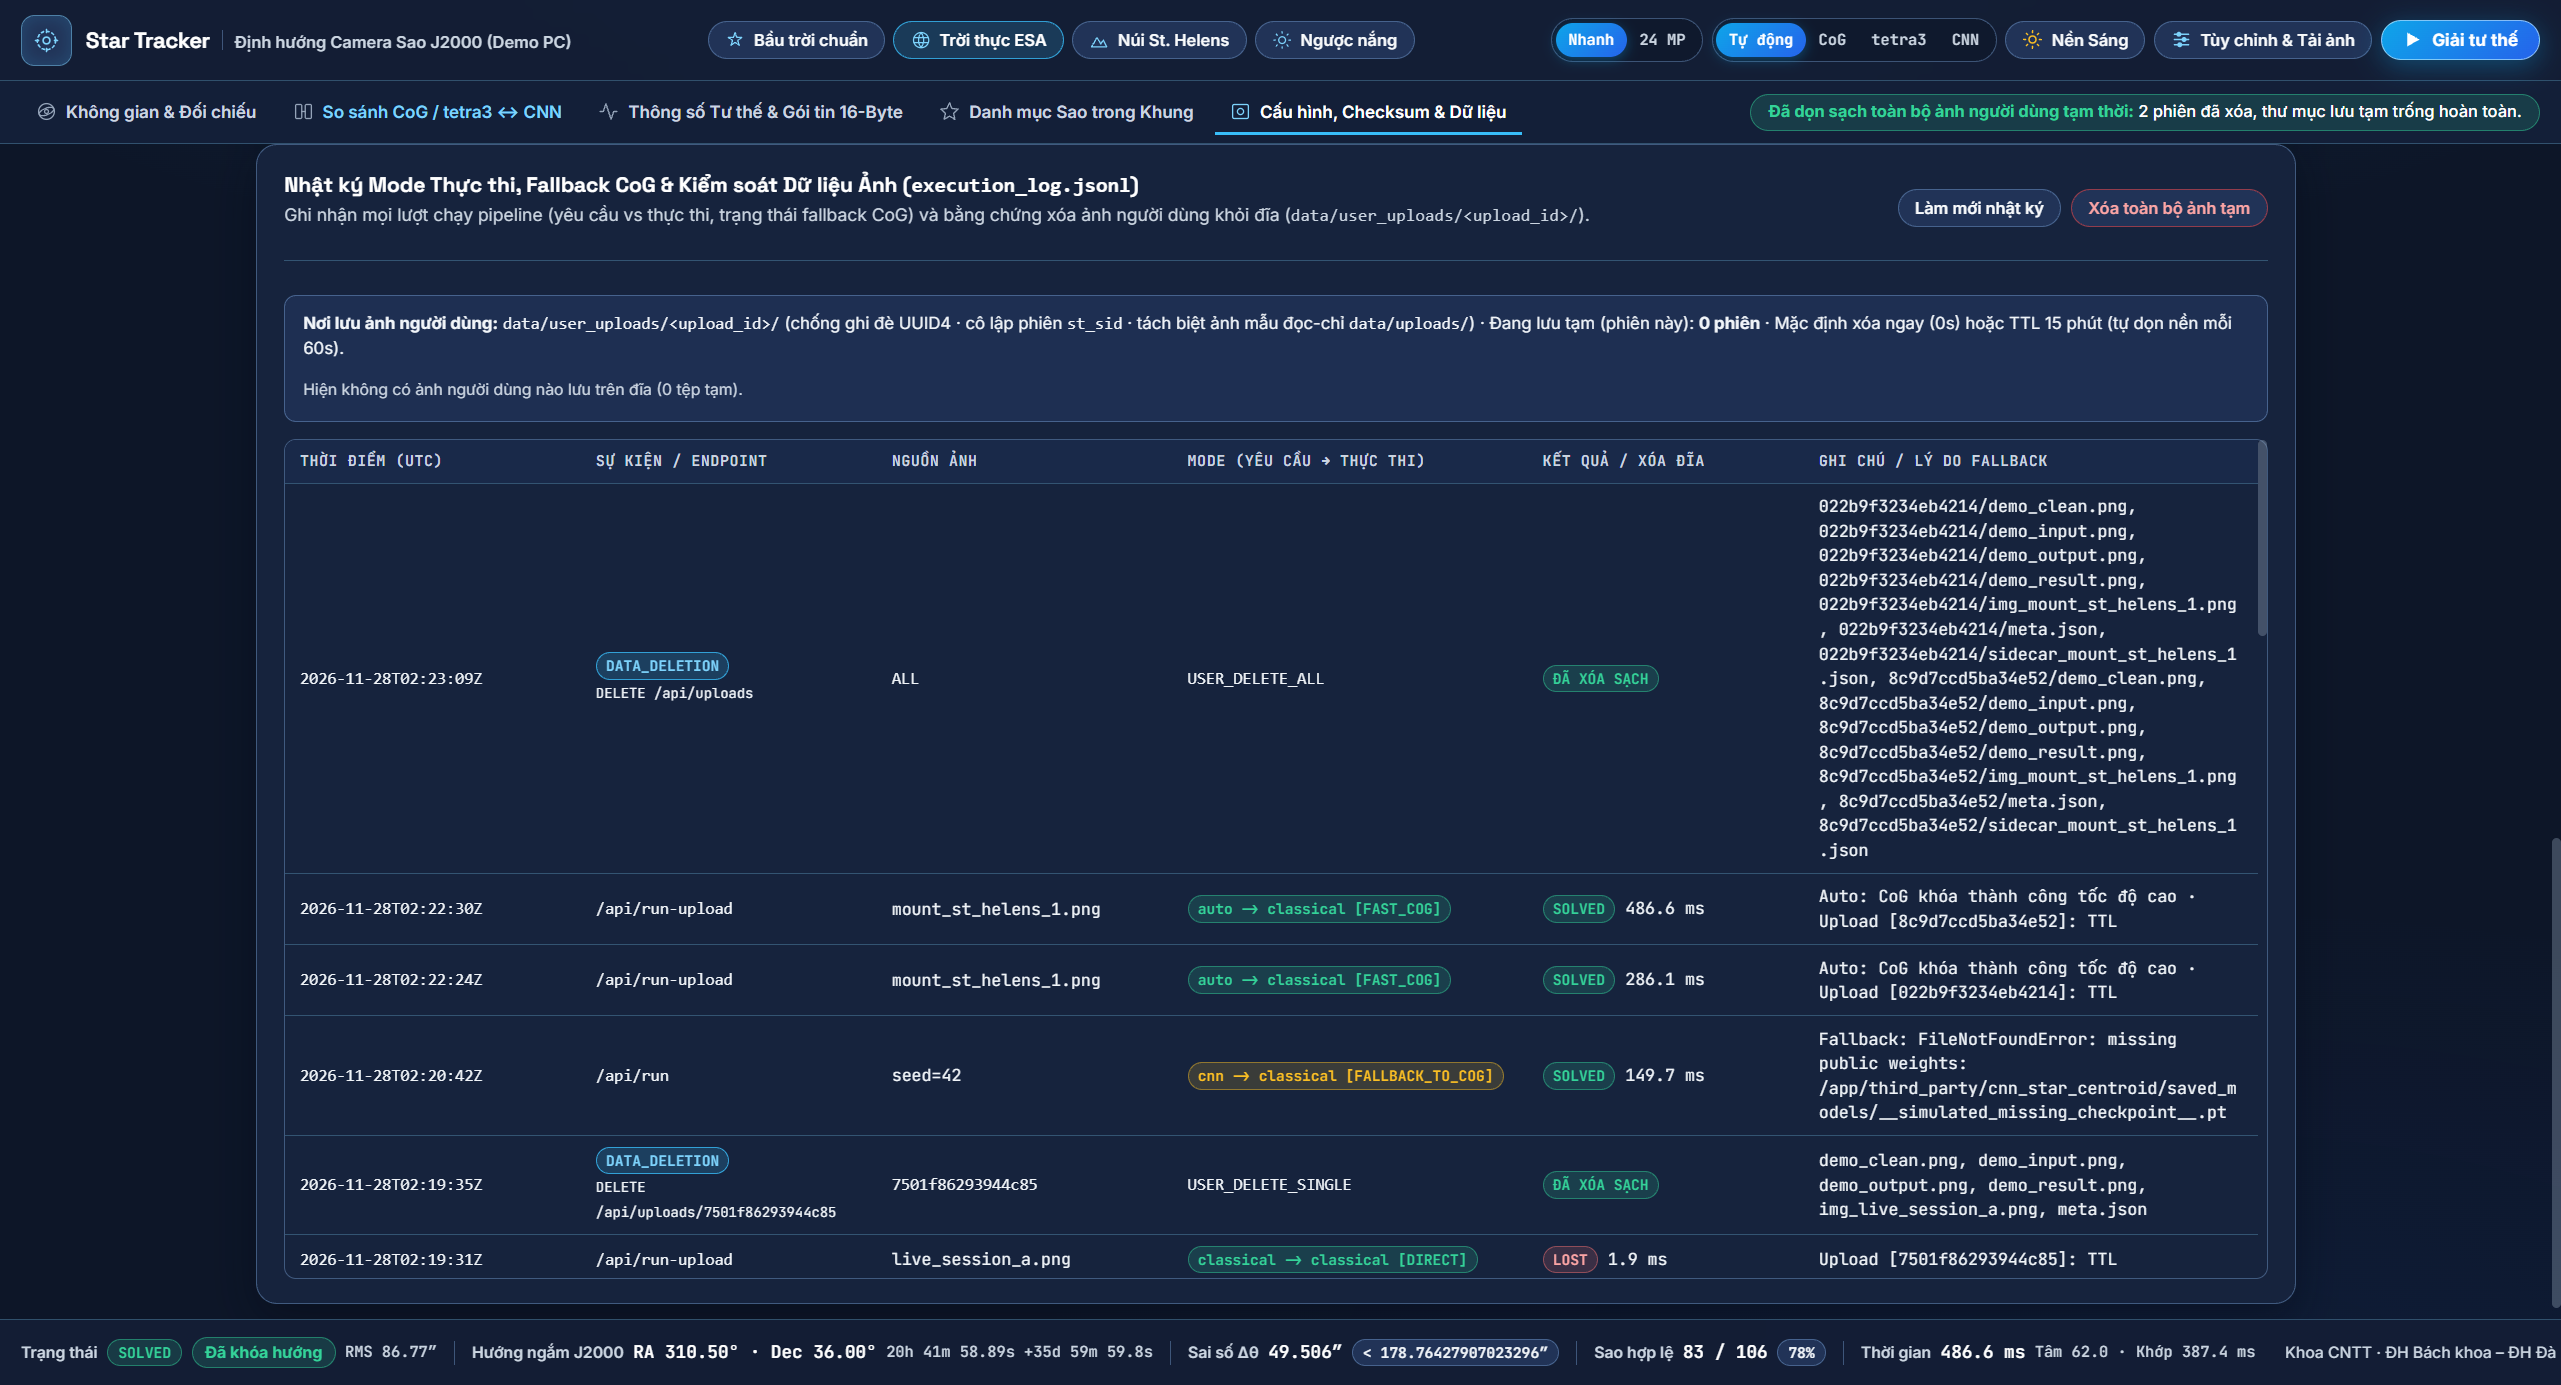 Star Tracker
Định hướng Camera Sao J2000 (Demo PC)
Bầu trời chuẩn
Trời thực ESA
Núi St. Helens
Ngược nắng
Nhanh
24 MP
Tự động
CoG
tetra3
CNN
Nền Sáng
Tùy chỉnh & Tải ảnh
Giải tư thế
Không gian & Đối chiếu
So sánh CoG / tetra3 ↔ CNN
Thông số Tư thế & Gói tin 16-Byte
Danh mục Sao trong Khung
Cấu hình, Checksum & Dữ liệu
Đã dọn sạch toàn bộ ảnh người dùng tạm thời: 2 phiên đã xóa, thư mục lưu tạm trống hoàn toàn.
Nhật ký Mode Thực thi, Fallback CoG & Kiểm soát Dữ liệu Ảnh (execution_log.jsonl)
Ghi nhận mọi lượt chạy pipeline (yêu cầu vs thực thi, trạng thái fallback CoG) và bằng chứng xóa ảnh người dùng khỏi đĩa (data/user_uploads/<upload_id>/).
Làm mới nhật ký
Xóa toàn bộ ảnh tạm
Nơi lưu ảnh người dùng: data/user_uploads/<upload_id>/ (chống ghi đè UUID4 · cô lập phiên st_sid · tách biệt ảnh mẫu đọc-chỉ data/uploads/) · Đang lưu tạm (phiên này): 0 phiên · Mặc định xóa ngay (0s) hoặc TTL 15 phút (tự dọn nền mỗi
60s).
Hiện không có ảnh người dùng nào lưu trên đĩa (0 tệp tạm).
THỜI ĐIỂM (UTC)
SỰ KIỆN / ENDPOINT
NGUỒN ẢNH
MODE (YÊU CẦU → THỰC THI)
KẾT QUẢ / XÓA ĐĨA
GHI CHÚ / LÝ DO FALLBACK
2026-11-28T02:23:09Z
DATA_DELETION
DELETE /api/uploads
ALL
USER_DELETE_ALL
ĐÃ XÓA SẠCH
022b9f3234eb4214/demo_clean.png,
022b9f3234eb4214/demo_input.png,
022b9f3234eb4214/demo_output.png,
022b9f3234eb4214/demo_result.png,
022b9f3234eb4214/img_mount_st_helens_1.png
, 022b9f3234eb4214/meta.json,
022b9f3234eb4214/sidecar_mount_st_helens_1
.json, 8c9d7ccd5ba34e52/demo_clean.png,
8c9d7ccd5ba34e52/demo_input.png,
8c9d7ccd5ba34e52/demo_output.png,
8c9d7ccd5ba34e52/demo_result.png,
8c9d7ccd5ba34e52/img_mount_st_helens_1.png
, 8c9d7ccd5ba34e52/meta.json,
8c9d7ccd5ba34e52/sidecar_mount_st_helens_1
.json
2026-11-28T02:22:30Z
/api/run-upload
mount_st_helens_1.png
auto → classical [FAST_COG]
SOLVED 486.6 ms
Auto: CoG khóa thành công tốc độ cao ·
Upload [8c9d7ccd5ba34e52]: TTL
2026-11-28T02:22:24Z
/api/run-upload
mount_st_helens_1.png
auto → classical [FAST_COG]
SOLVED 286.1 ms
Auto: CoG khóa thành công tốc độ cao ·
Upload [022b9f3234eb4214]: TTL
2026-11-28T02:20:42Z
/api/run
seed=42
cnn → classical [FALLBACK_TO_COG]
SOLVED 149.7 ms
Fallback: FileNotFoundError: missing
public weights:
/app/third_party/cnn_star_centroid/saved_m
odels/__simulated_missing_checkpoint__.pt
2026-11-28T02:19:35Z
DATA_DELETION
DELETE
/api/uploads/7501f86293944c85
7501f86293944c85
USER_DELETE_SINGLE
ĐÃ XÓA SẠCH
demo_clean.png, demo_input.png,
demo_output.png, demo_result.png,
img_live_session_a.png, meta.json
2026-11-28T02:19:31Z
/api/run-upload
live_session_a.png
classical → classical [DIRECT]
LOST 1.9 ms
Upload [7501f86293944c85]: TTL
Trạng thái SOLVED Đã khóa hướng RMS 86.77″
Hướng ngắm J2000 RA 310.50° · Dec 36.00° 20h 41m 58.89s +35d 59m 59.8s
Sai số Δθ 49.506″ < 178.76427907023296″
Sao hợp lệ 83 / 106 78%
Thời gian 486.6 ms Tâm 62.0 · Khớp 387.4 ms
Khoa CNTT · ĐH Bách khoa – ĐH Đà